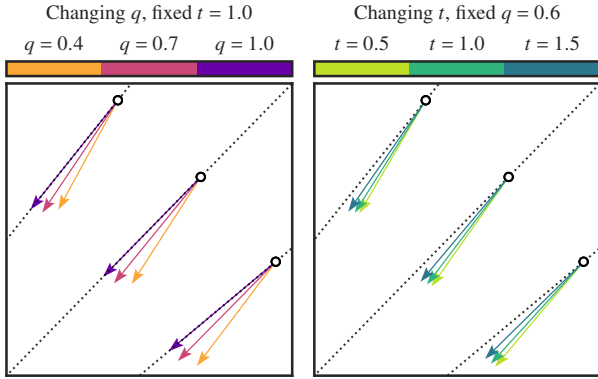 Changing q, fixed t = 1.0
q = 0.4 q = 0.7 q = 1.0
Changing t, fixed q = 0.6
t = 0.5 t = 1.0 t = 1.5